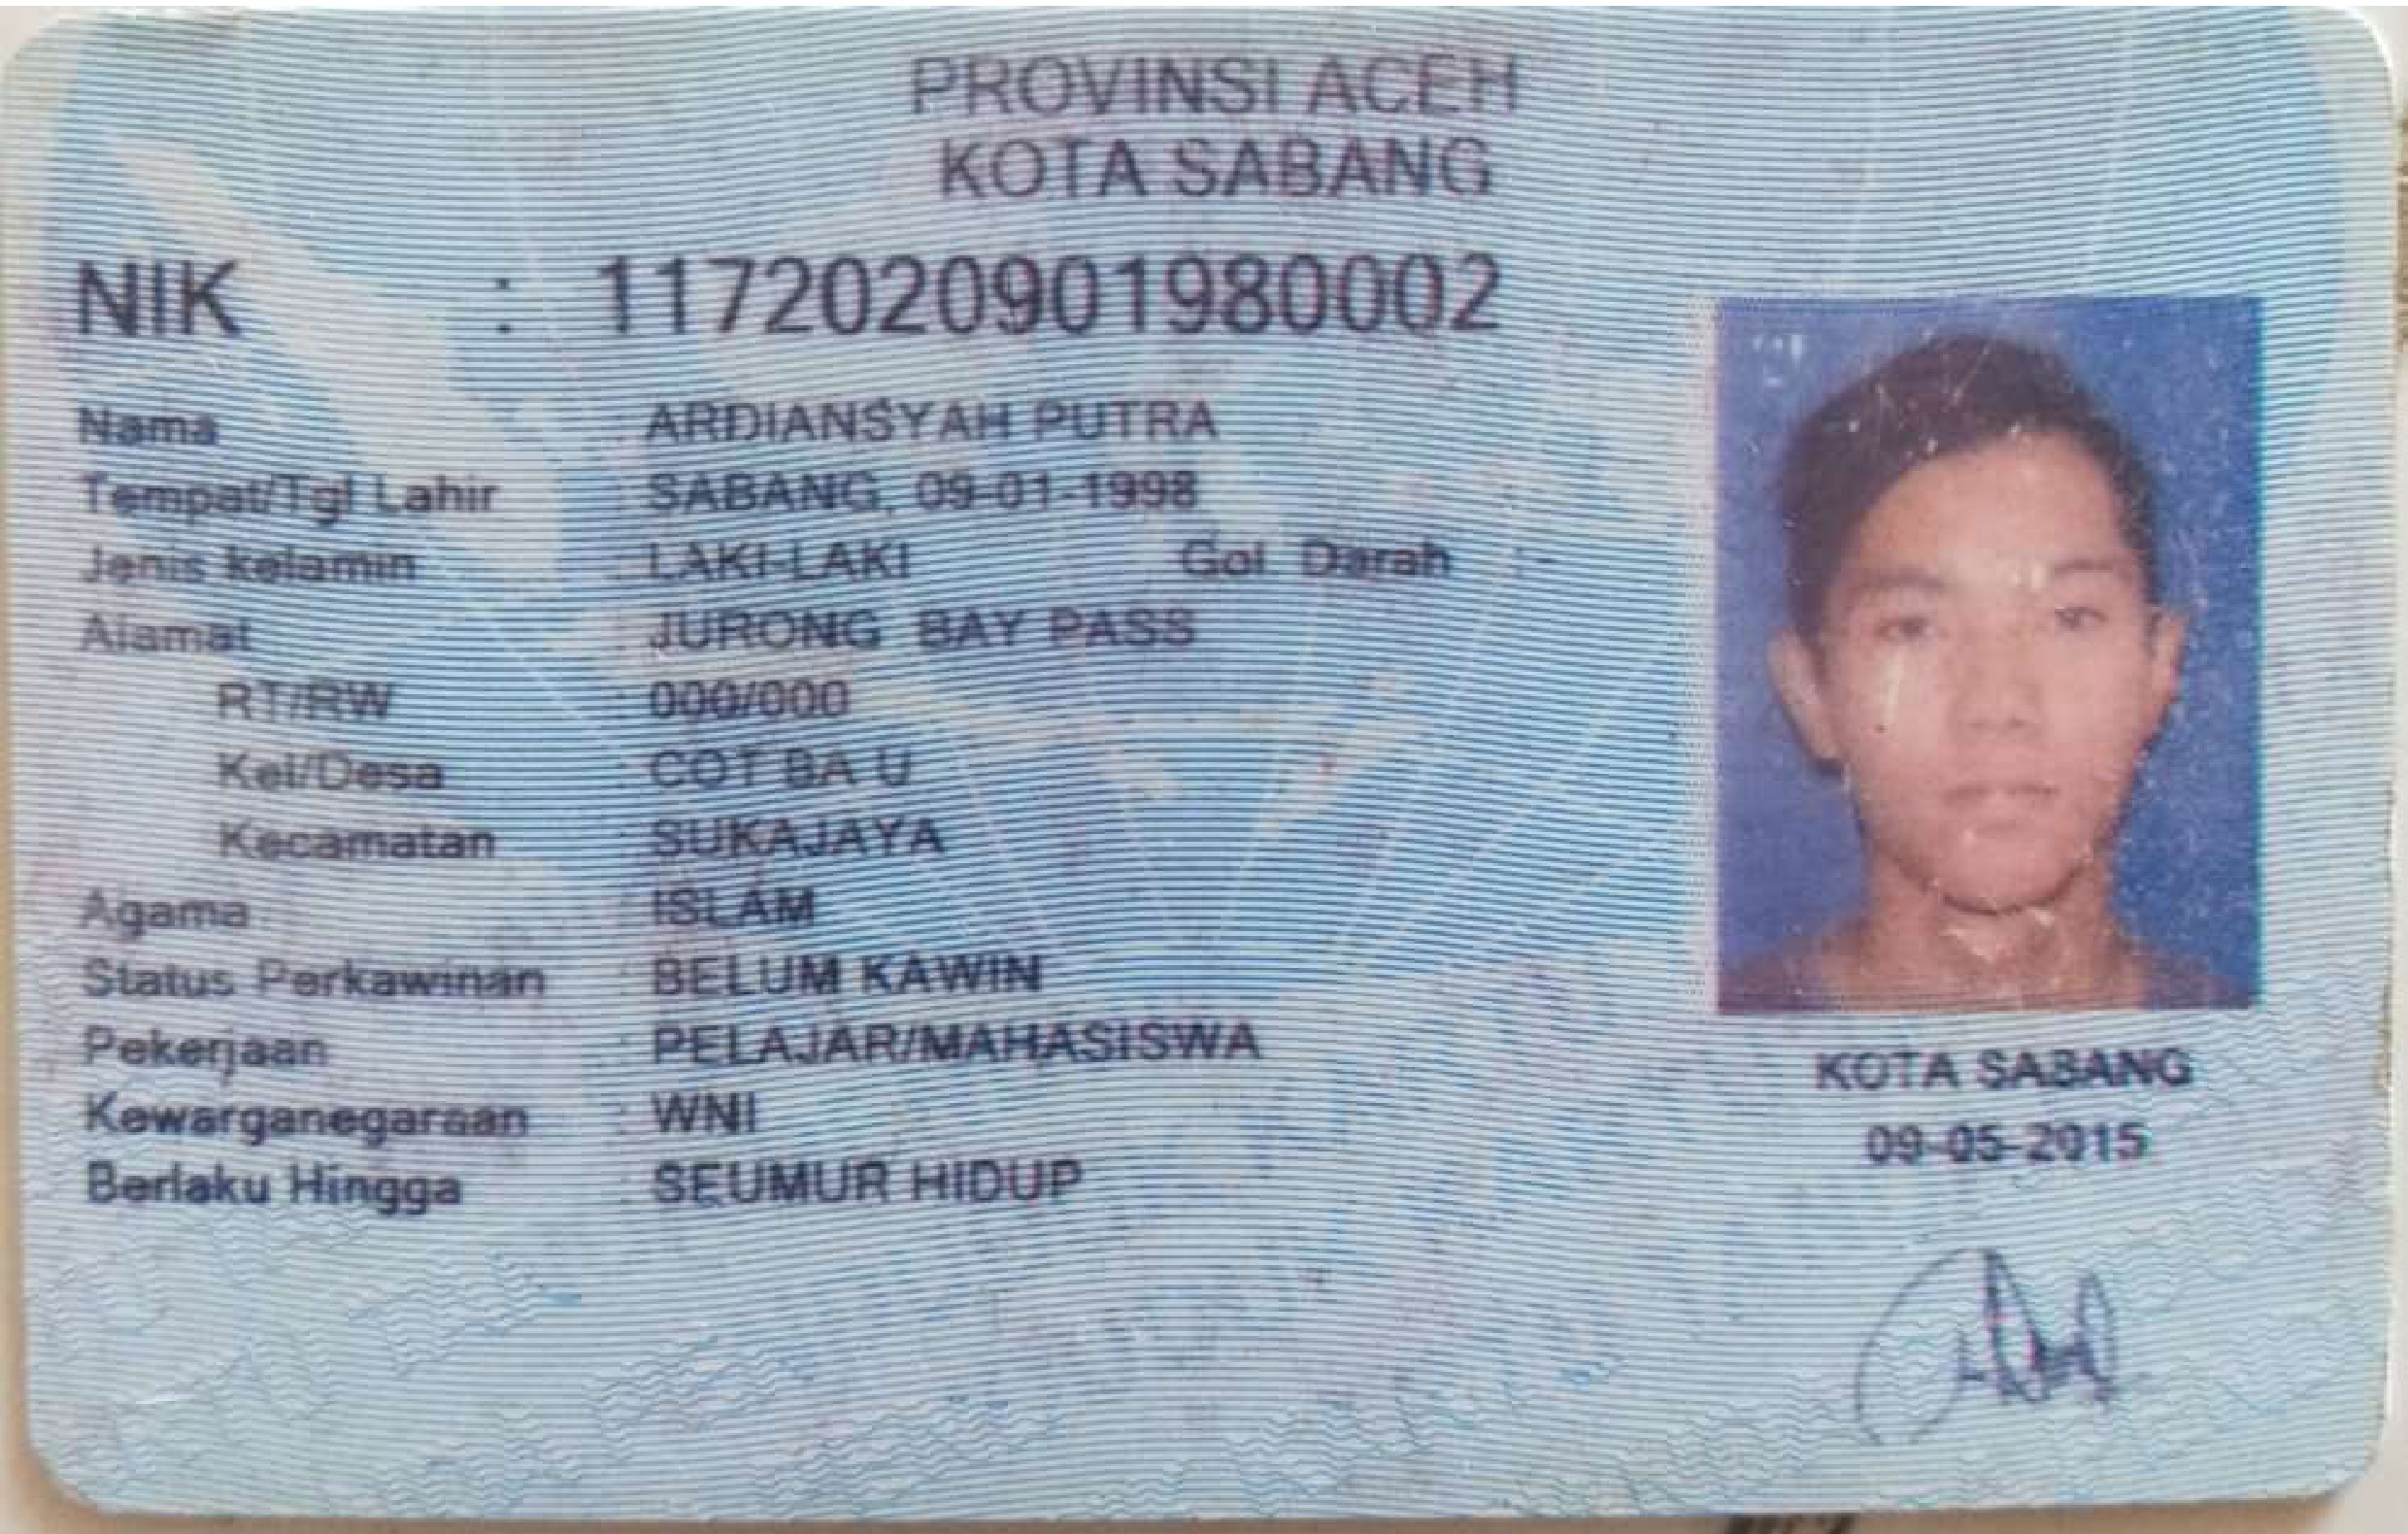 PROVINSI ACEH
KOTA SABANG
NIK : 1172020901980002
Nama : ARDIANSYAH PUTRA
Tempat/Tgl Lahir : SABANG, 09-01-1998
Jenis kelamin : LAKI-LAKI Gol. Darah : -
Alamat : JURONG BAY PASS
RT/RW : 000/000
Kel/Desa : COT BA U
Kecamatan : SUKAJAYA
Agama : ISLAM
Status Perkawinan : BELUM KAWIN
Pekerjaan : PELAJAR/MAHASISWA
Kewarganegaraan : WNI
Berlaku Hingga : SEUMUR HIDUP
KOTA SABANG
09-05-2015